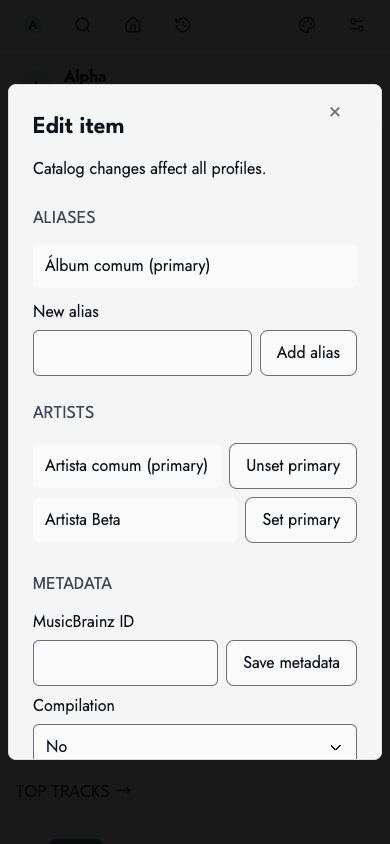 A
Alpha
Edit item
×
Catalog changes affect all profiles.
ALIASES
Álbum comum (primary)
New alias
Add alias
ARTISTS
Artista comum (primary)
Unset primary
Artista Beta
Set primary
METADATA
MusicBrainz ID
Save metadata
Compilation
No
TOP TRACKS →